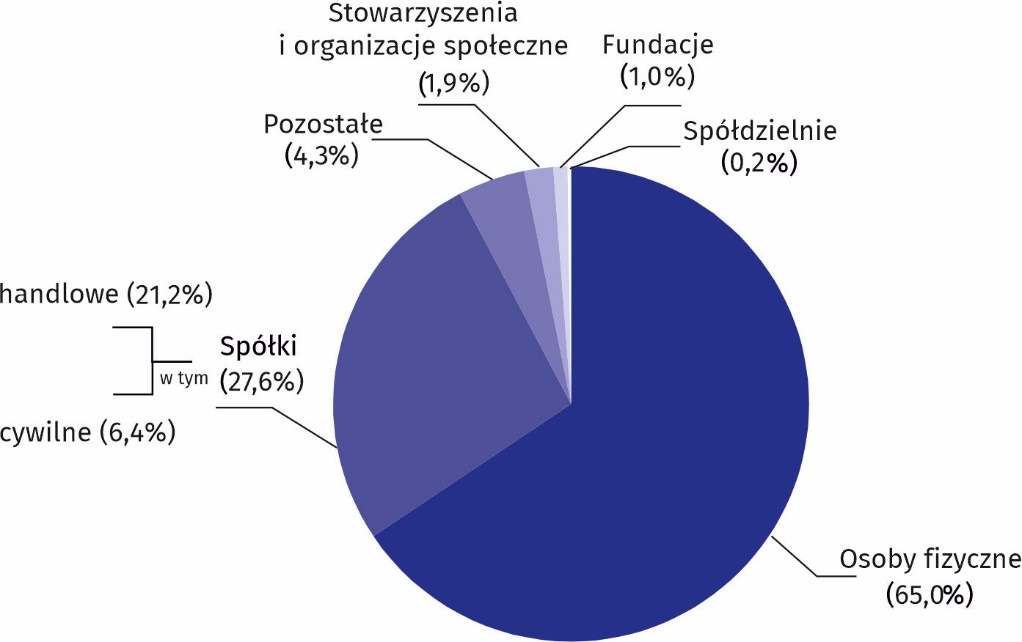 Stowarzyszenia
i organizacje społeczne
(1,9%)
Fundacje
(1,0%)
Pozostałe
(4,3%)
Spółdzielnie
(0,2%)
handlowe (21,2%)
Spółki
w tym (27,6%)
cywilne (6,4%)
Osoby fizyczne
(65,0%)